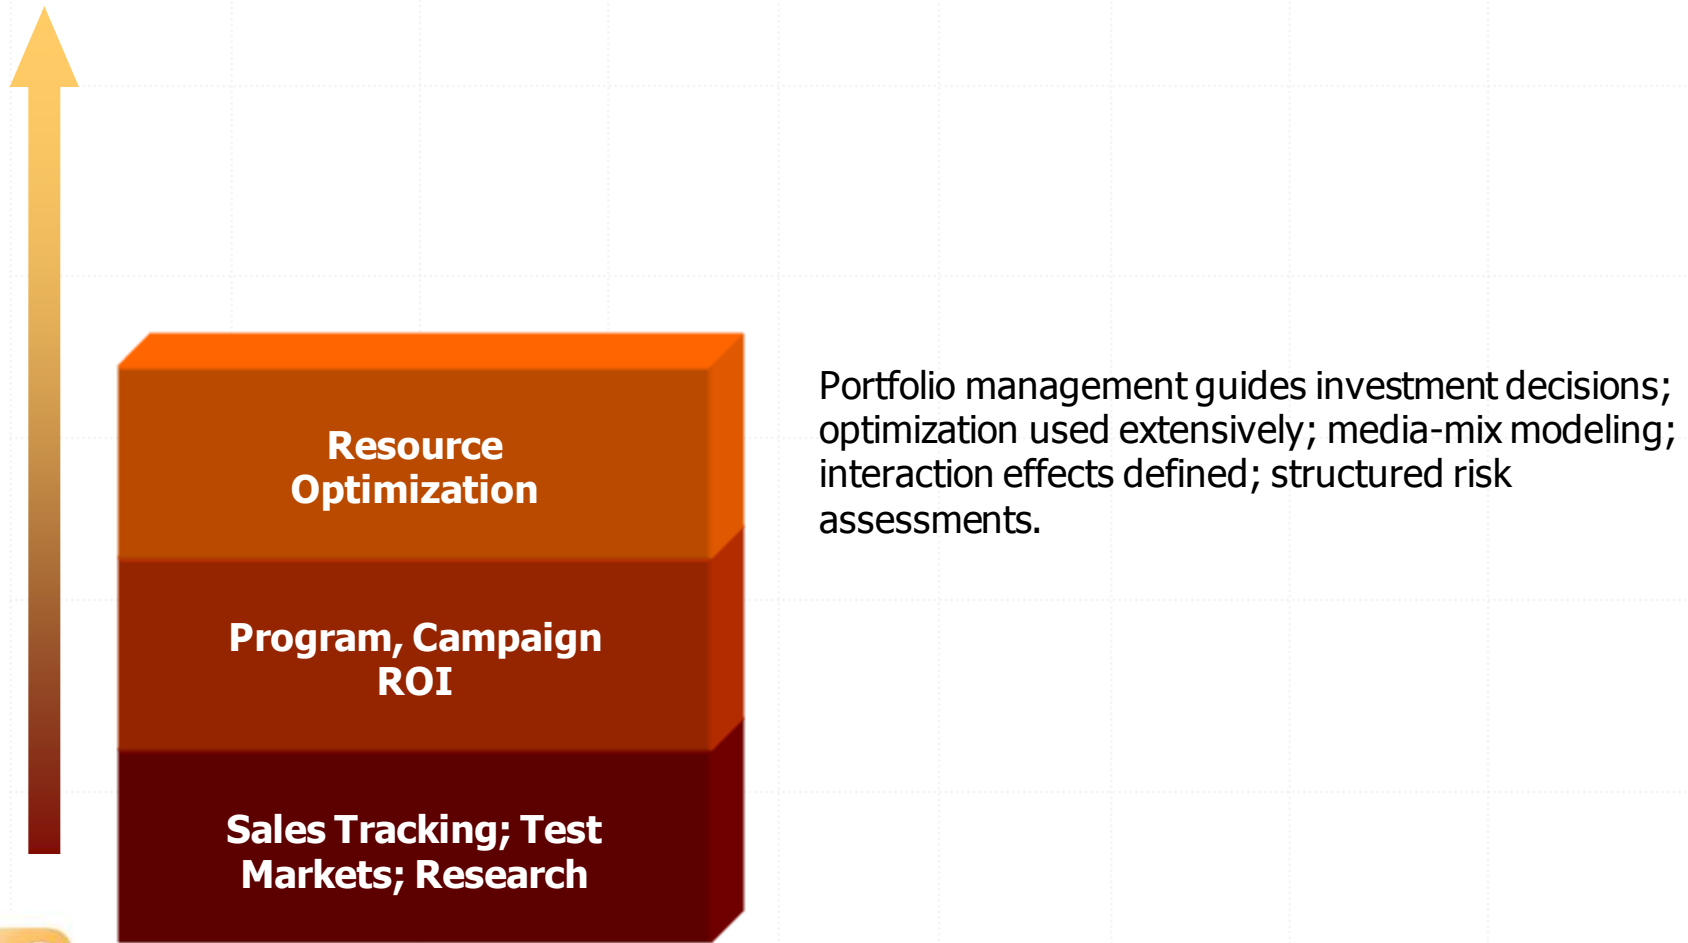 Resource
Optimization
Portfolio management guides investment decisions;
optimization used extensively; media-mix modeling;
interaction effects defined; structured risk
assessments.
Program, Campaign
ROI
Sales Tracking; Test
Markets; Research